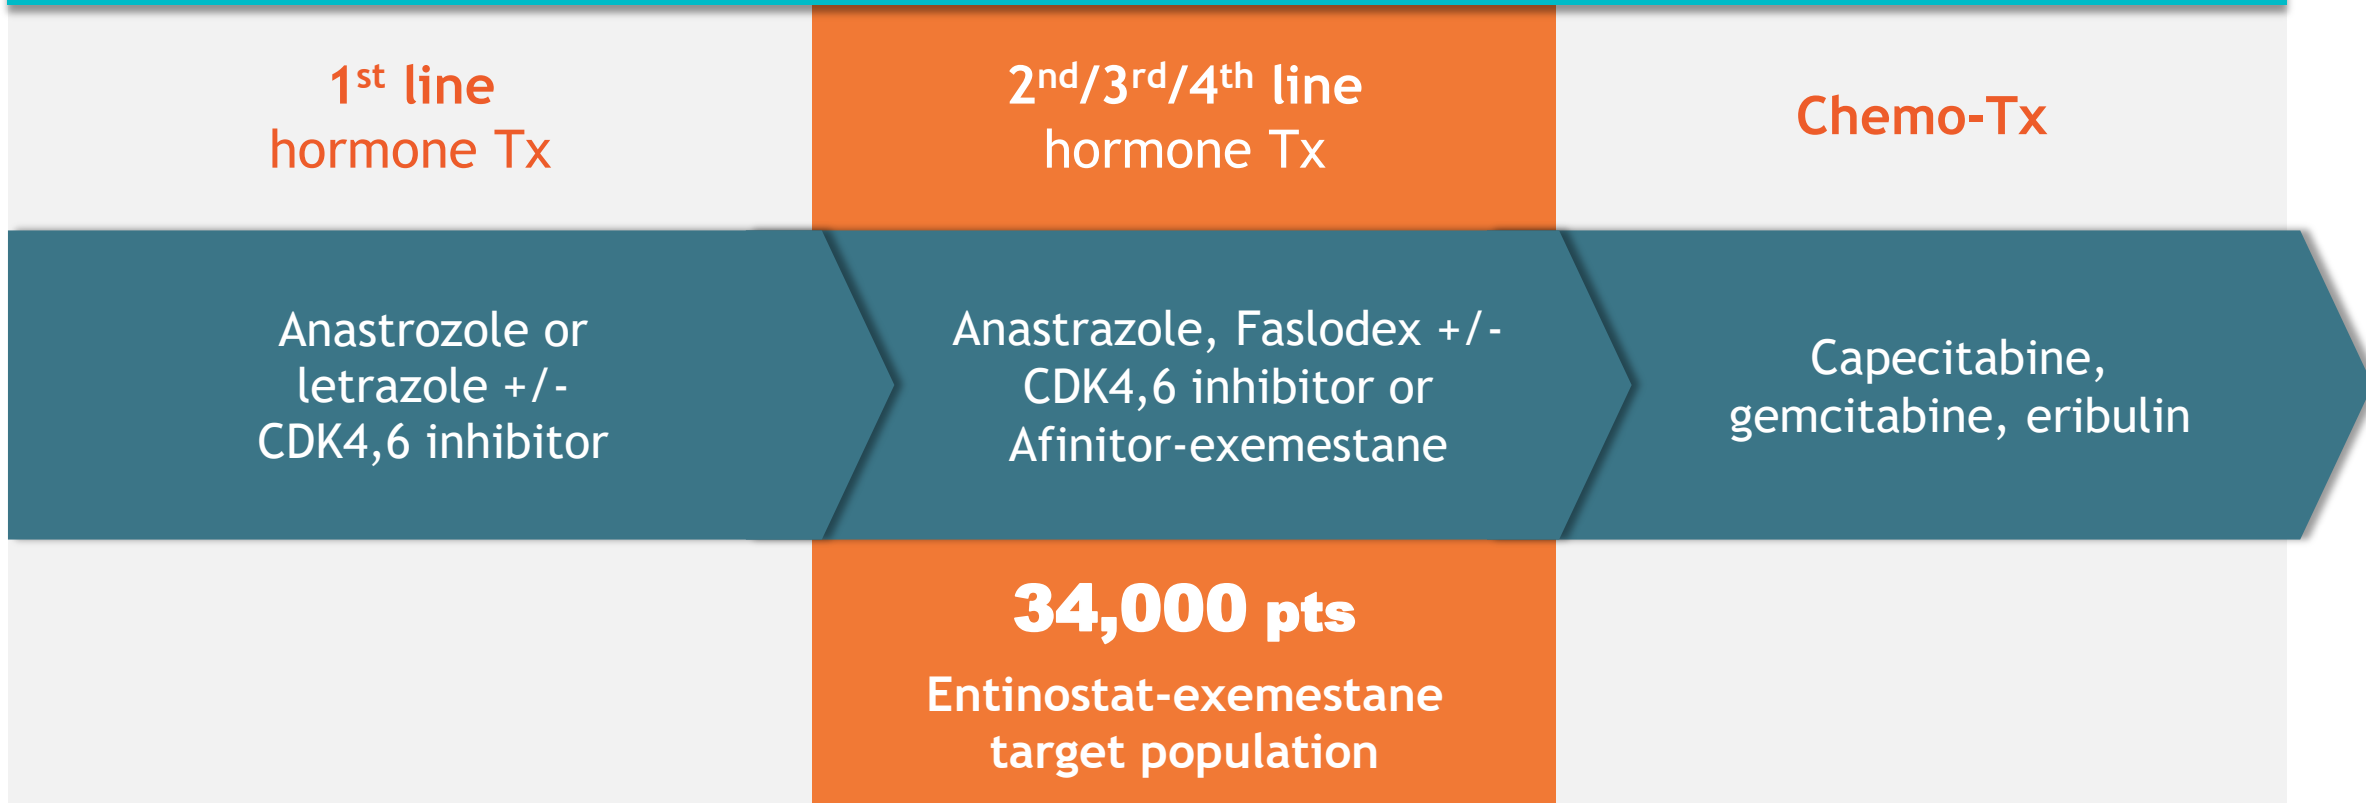 1st line
hormone Tx
2nd/3rd/4th line
hormone Tx
Chemo-Tx
Anastrozole or
letrazole +/-
CDK4,6 inhibitor
Anastrazole, Faslodex +/-
CDK4,6 inhibitor or
Afinitor-exemestane
Capecitabine,
gemcitabine, eribulin
34,000 pts
Entinostat-exemestane
target population